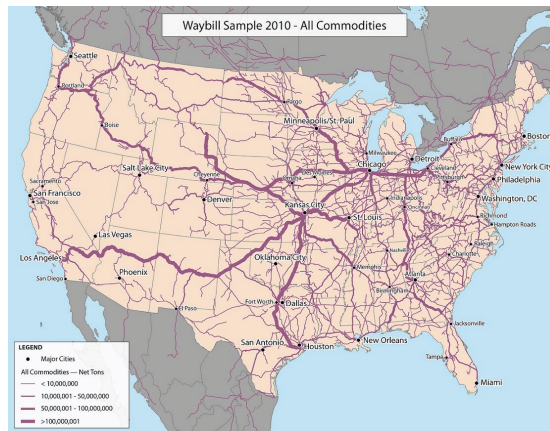 Waybill Sample 2010 - All Commodities
Seattle
Portland
Fargo
Minneapolis/St. Paul
Boise
Milwaukee
Buffalo
Boston
Detroit
Chicago
Cleveland
New York City
Salt Lake City
Cheyenne
Omaha
Des Moines
Pittsburgh
Philadelphia
Sacramento
San Francisco
San Jose
Denver
Kansas City
Indianapolis
Cincinnati
Washington, DC
St. Louis
Richmond
Hampton Roads
Las Vegas
Nashville
Raleigh
Los Angeles
Oklahoma City
Memphis
Charlotte
San Diego
Phoenix
Atlanta
Birmingham
El Paso
Fort Worth
Dallas
Jacksonville
San Antonio
Houston
New Orleans
Tampa
Miami
LEGEND
Major Cities
All Commodities — Net Tons
< 10,000,000
10,000,001 - 50,000,000
50,000,001 - 100,000,000
>100,000,001